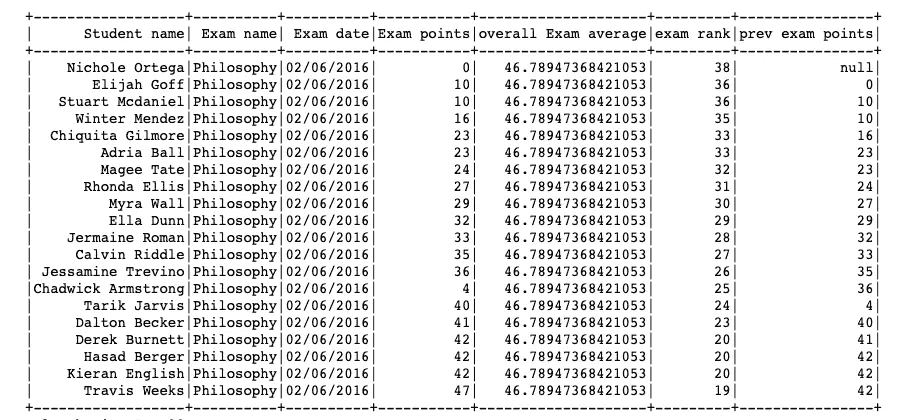 +------------------+----------+----------+-----------+--------------------+---------+----------------+
| Student name| Exam name| Exam date|Exam points|overall Exam average|exam rank|prev exam points|
+------------------+----------+----------+-----------+--------------------+---------+----------------+
| Nichole Ortega|Philosophy|02/06/2016| 0| 46.78947368421053| 38| null|
| Elijah Goff|Philosophy|02/06/2016| 10| 46.78947368421053| 36| 0|
| Stuart Mcdaniel|Philosophy|02/06/2016| 10| 46.78947368421053| 36| 10|
| Winter Mendez|Philosophy|02/06/2016| 16| 46.78947368421053| 35| 10|
| Chiquita Gilmore|Philosophy|02/06/2016| 23| 46.78947368421053| 33| 16|
| Adria Ball|Philosophy|02/06/2016| 23| 46.78947368421053| 33| 23|
| Magee Tate|Philosophy|02/06/2016| 24| 46.78947368421053| 32| 23|
| Rhonda Ellis|Philosophy|02/06/2016| 27| 46.78947368421053| 31| 24|
| Myra Wall|Philosophy|02/06/2016| 29| 46.78947368421053| 30| 27|
| Ella Dunn|Philosophy|02/06/2016| 32| 46.78947368421053| 29| 29|
| Jermaine Roman|Philosophy|02/06/2016| 33| 46.78947368421053| 28| 32|
| Calvin Riddle|Philosophy|02/06/2016| 35| 46.78947368421053| 27| 33|
| Jessamine Trevino|Philosophy|02/06/2016| 36| 46.78947368421053| 26| 35|
|Chadwick Armstrong|Philosophy|02/06/2016| 4| 46.78947368421053| 25| 36|
| Tarik Jarvis|Philosophy|02/06/2016| 40| 46.78947368421053| 24| 4|
| Dalton Becker|Philosophy|02/06/2016| 41| 46.78947368421053| 23| 40|
| Derek Burnett|Philosophy|02/06/2016| 42| 46.78947368421053| 20| 41|
| Hasad Berger|Philosophy|02/06/2016| 42| 46.78947368421053| 20| 42|
| Kieran English|Philosophy|02/06/2016| 42| 46.78947368421053| 20| 42|
| Travis Weeks|Philosophy|02/06/2016| 47| 46.78947368421053| 19| 42|
+------------------+----------+----------+-----------+--------------------+---------+----------------+